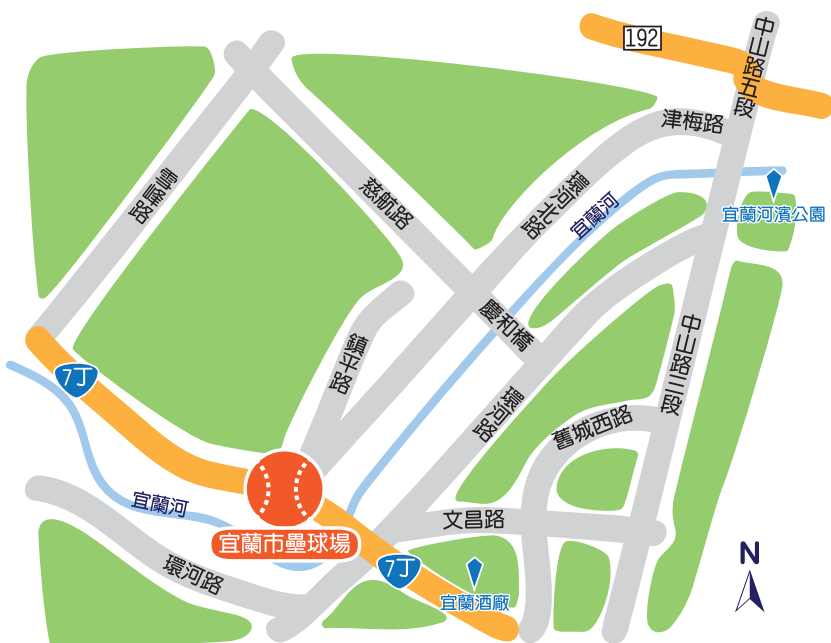 192
中山路五段
津梅路
雪峰路
慈航路
環河北路
宜蘭河
宜蘭河濱公園
慶和橋
中山路三段
鎮平路
7丁
環河路
舊城西路
宜蘭河
文昌路
宜蘭市壘球場
環河路
7丁
宜蘭酒廠
N